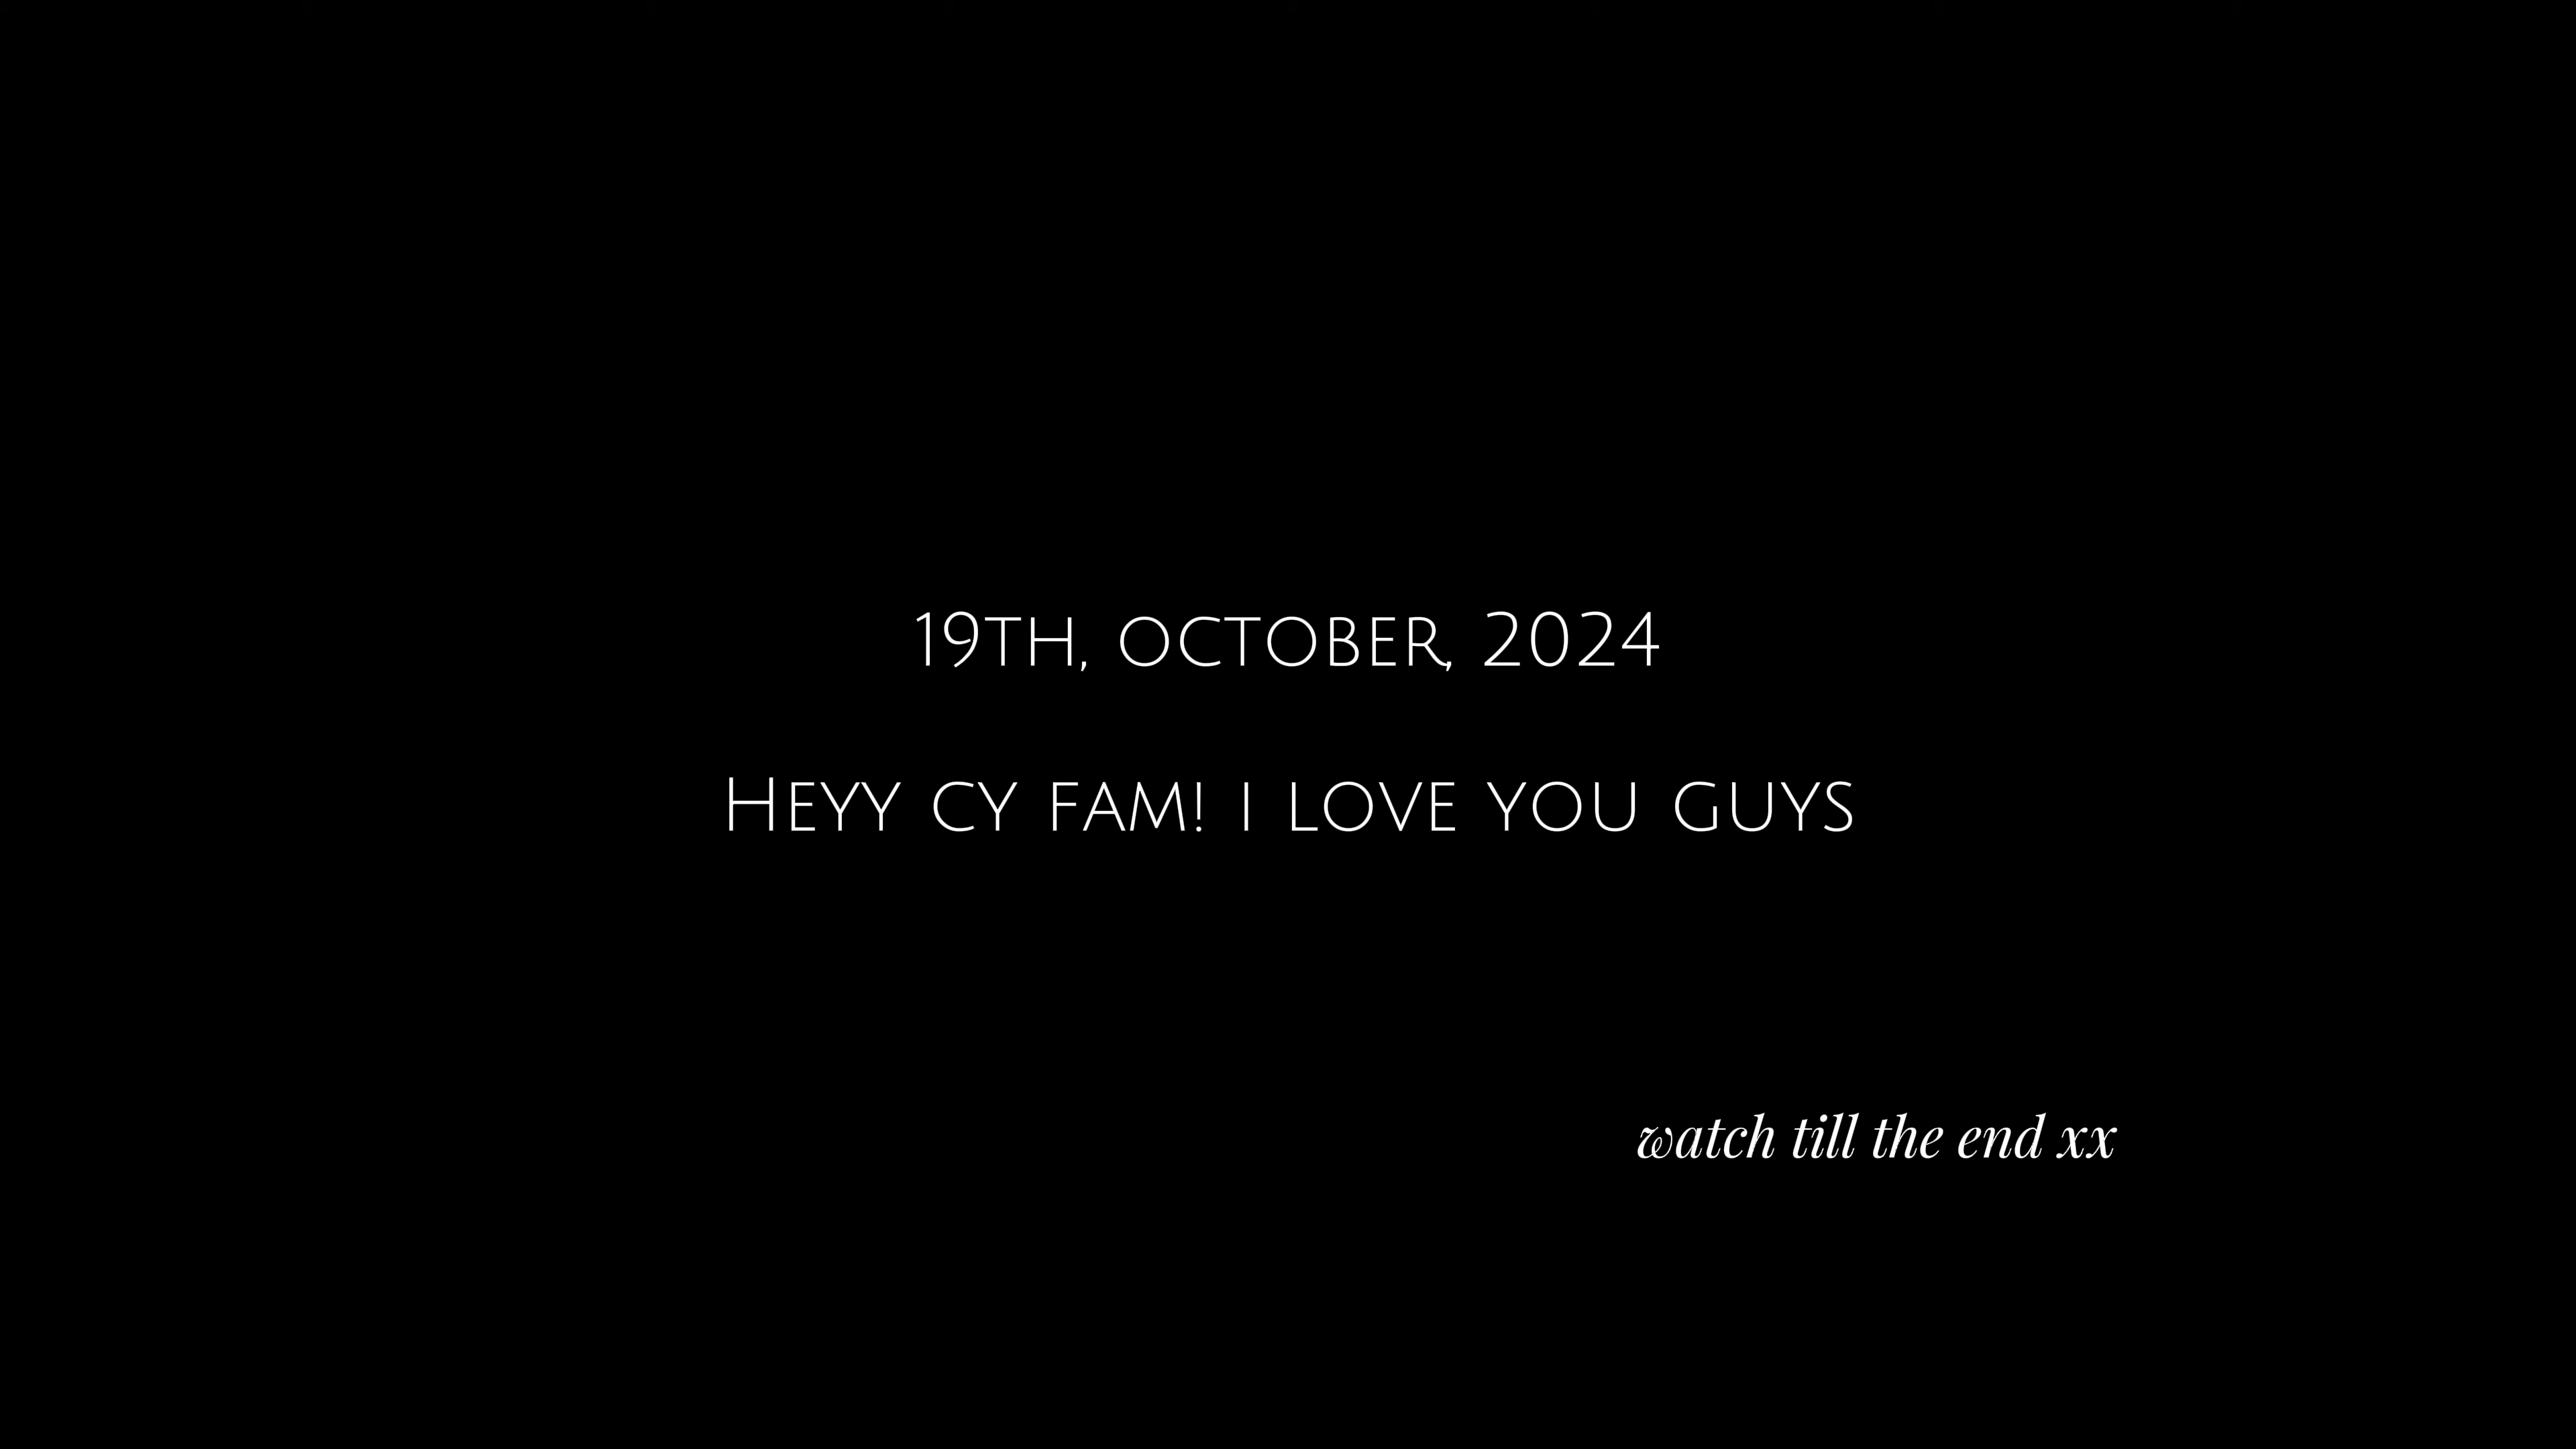 19th, october, 2024
Heyy cy fam! i love you guys
watch till the end xx